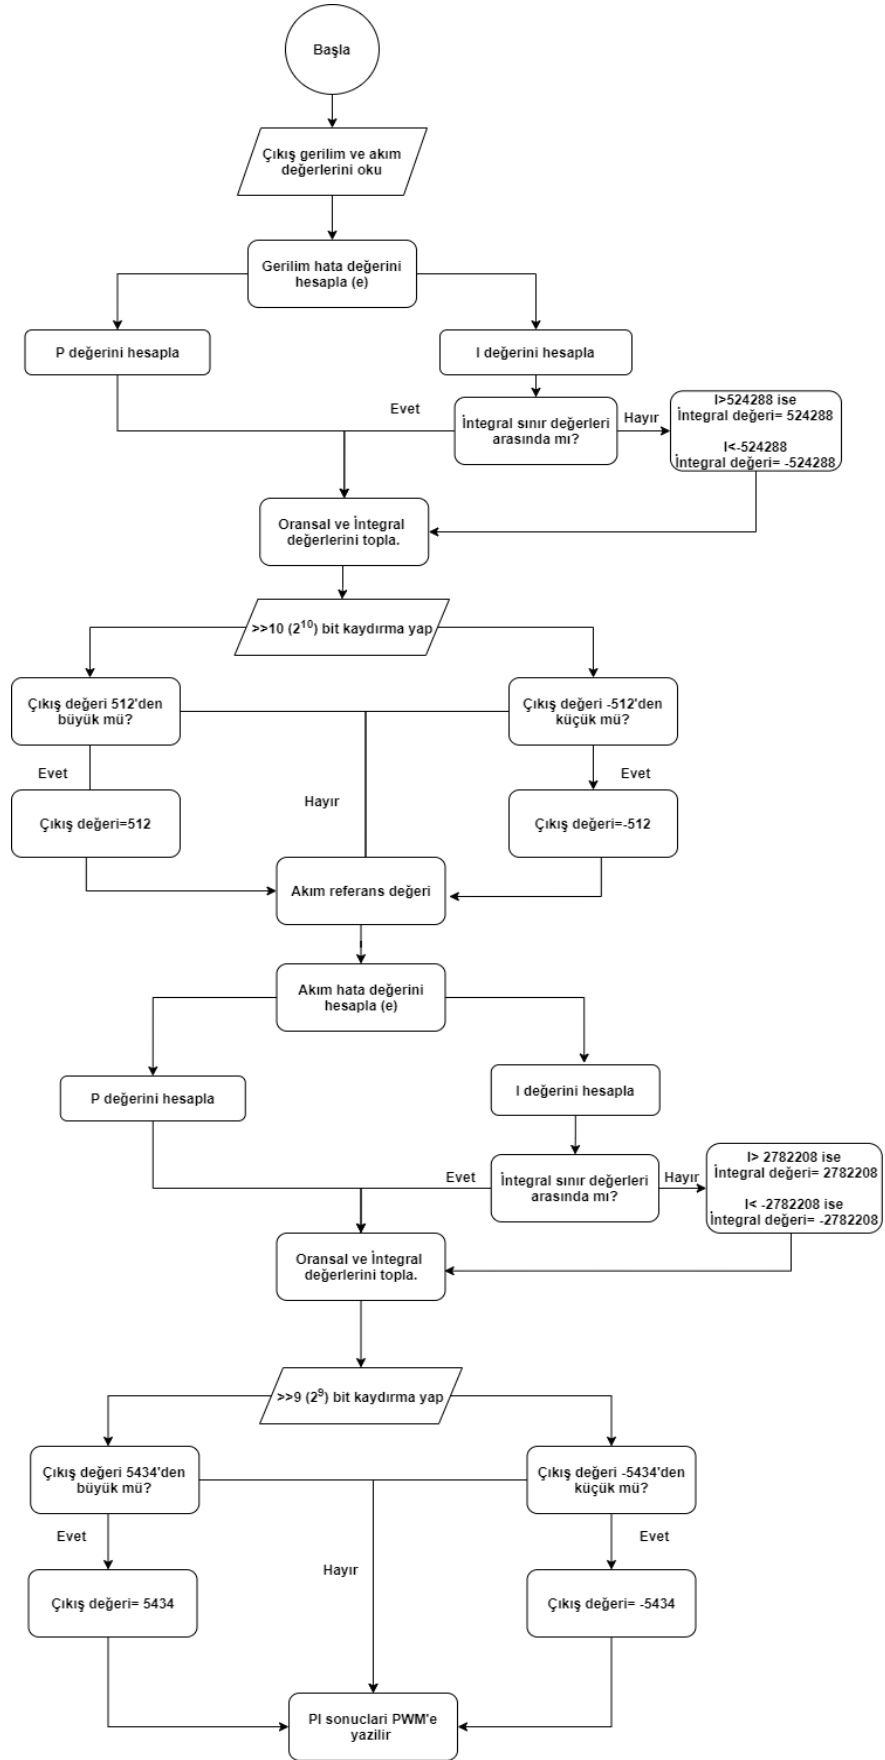 Başla
Çıkış gerilim ve akım
değerlerini oku
Gerilim hata değerini
hesapla (e)
P değerini hesapla
I değerini hesapla
Evet
İntegral sınır değerleri
arasında mı?
Hayır
I>524288 ise
İntegral değeri= 524288
I<-524288
İntegral değeri= -524288
Oransal ve İntegral
değerlerini topla.
>>10 (2¹⁰) bit kaydırma yap
Çıkış değeri 512'den
büyük mü?
Çıkış değeri -512'den
küçük mü?
Evet
Evet
Hayır
Çıkış değeri=512
Çıkış değeri=-512
Akım referans değeri
Akım hata değerini
hesapla (e)
P değerini hesapla
I değerini hesapla
Evet
İntegral sınır değerleri
arasında mı?
Hayır
I> 2782208 ise
İntegral değeri= 2782208
I< -2782208 ise
İntegral değeri= -2782208
Oransal ve İntegral
değerlerini topla.
>>9 (2⁹) bit kaydırma yap
Çıkış değeri 5434'den
büyük mü?
Çıkış değeri -5434'den
küçük mü?
Evet
Evet
Hayır
Çıkış değeri= 5434
Çıkış değeri= -5434
PI sonuclari PWM'e
yazilir